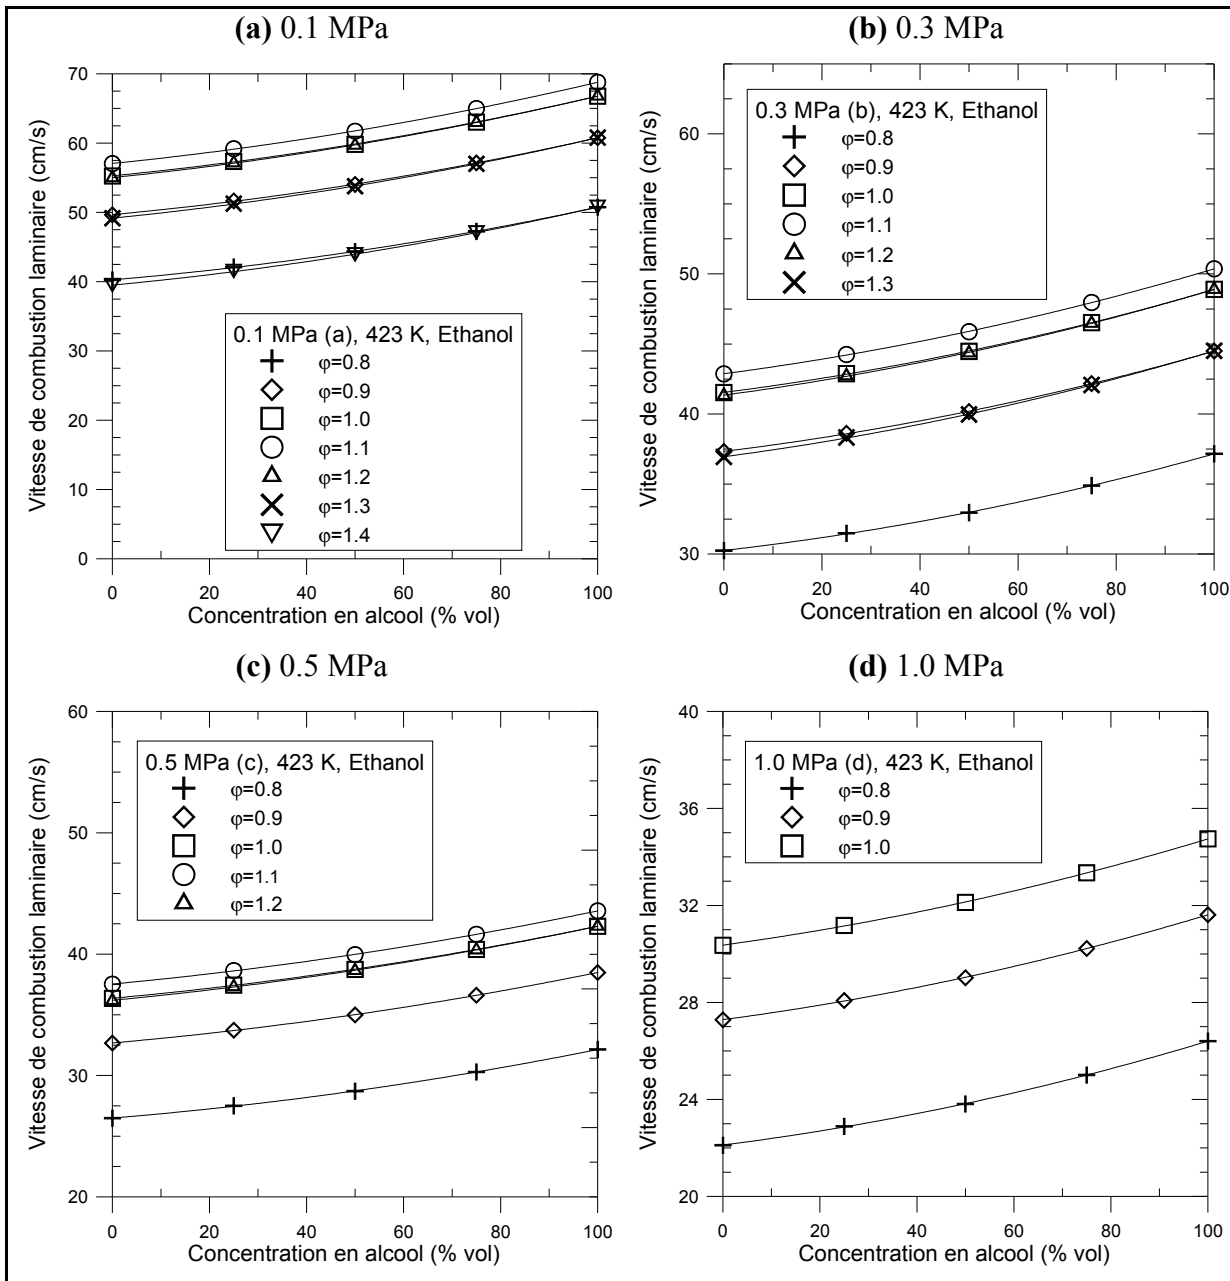 (a) 0.1 MPa
70
60
50
40
30
20
10
0
Vitesse de combustion laminaire (cm/s)
0.1 MPa (a), 423 K, Ethanol
φ=0.8
φ=0.9
φ=1.0
φ=1.1
φ=1.2
φ=1.3
φ=1.4
0 20 40 60 80 100
Concentration en alcool (% vol)
(b) 0.3 MPa
60
50
40
30
Vitesse de combustion laminaire (cm/s)
0.3 MPa (b), 423 K, Ethanol
φ=0.8
φ=0.9
φ=1.0
φ=1.1
φ=1.2
φ=1.3
0 20 40 60 80 100
Concentration en alcool (% vol)
(c) 0.5 MPa
60
50
40
30
20
Vitesse de combustion laminaire (cm/s)
0.5 MPa (c), 423 K, Ethanol
φ=0.8
φ=0.9
φ=1.0
φ=1.1
φ=1.2
0 20 40 60 80 100
Concentration en alcool (% vol)
(d) 1.0 MPa
40
36
32
28
24
20
Vitesse de combustion laminaire (cm/s)
1.0 MPa (d), 423 K, Ethanol
φ=0.8
φ=0.9
φ=1.0
0 20 40 60 80 100
Concentration en alcool (% vol)